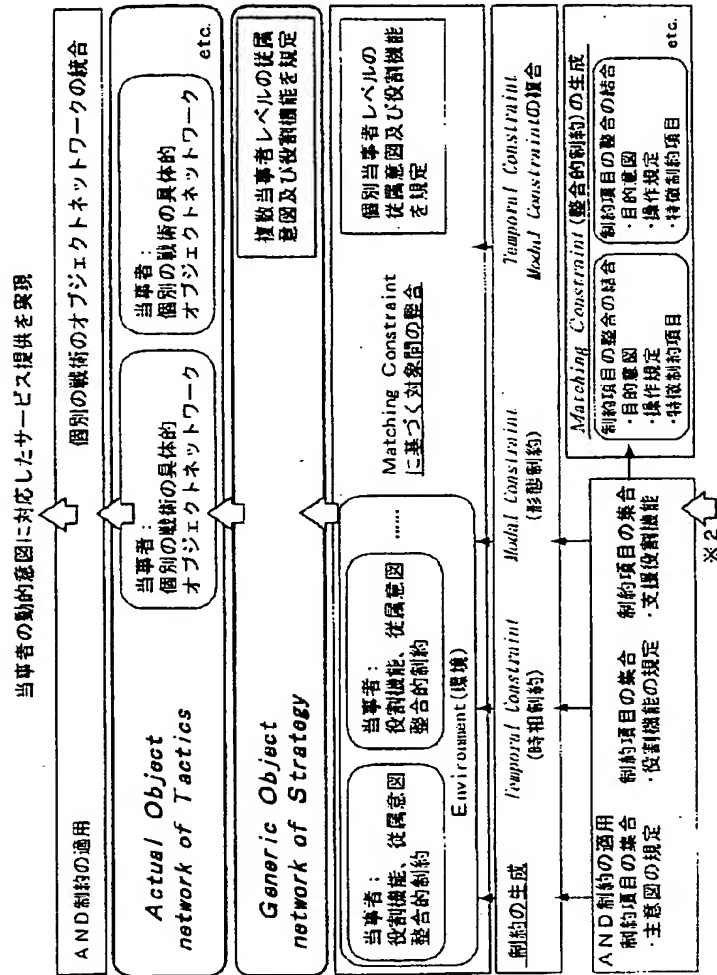 当事者の動的意図に対応したサービス提供を実現
AND制約の適用
個別の戦術のオブジェクトネットワークの統合
Actual Object
network of Tactics
当事者:
個別の戦術の具体的
オブジェクトネットワーク
当事者:
個別の戦術の具体的
オブジェクトネットワーク
etc.
Generic Object
network of Strategy
複数当事者レベルの従属
意図及び役割機能を規定
当事者:
役割機能、従属意図
整合的制約
当事者:
役割機能、従属意図
整合的制約
……
Environment(環境)
Matching Constraint
に基づく対象間の整合
個別当事者レベルの
従属意図及び役割機能
を規定
制約の生成
Temporal Constraint
(時相制約)
Modal Constraint
(形態制約)
Temporal Constraint
Modal Constraintの複合
AND制約の適用
制約項目の集合
・主意図の規定
制約項目の集合
・役割機能の規定
制約項目の集合
・支援役割機能
Matching Constraint(整合的制約)の生成
制約項目の整合の結合
・目的意図
・操作規定
・特徴制約項目
制約項目の整合の結合
・目的意図
・操作規定
・特徴制約項目
etc.
※2